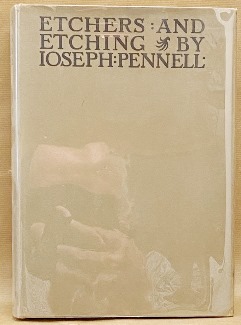 ETCHERS : AND
ETCHING BY
IOSEPH : PENNELL